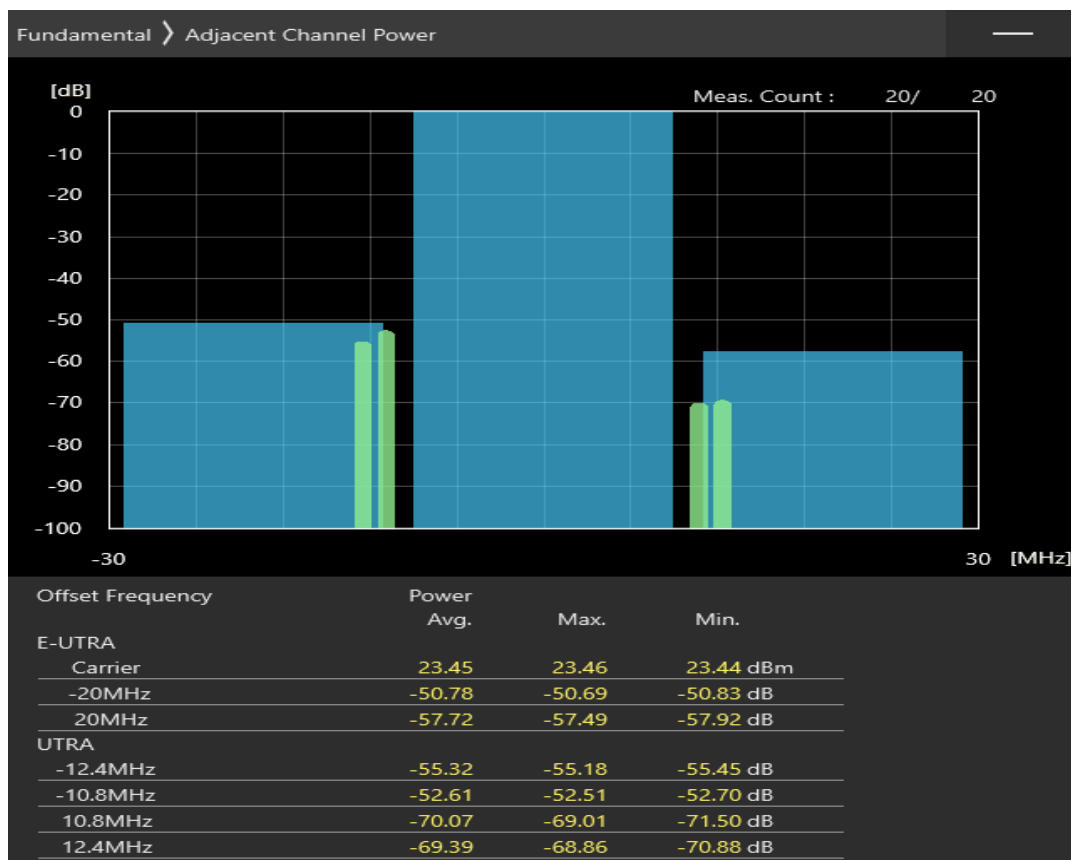 Fundamental 〉 Adjacent Channel Power
[dB]
Meas. Count : 20/ 20
0
-10
-20
-30
-40
-50
-60
-70
-80
-90
-100
-30 30 [MHz]
Offset Frequency Power
Avg. Max. Min.
E-UTRA
Carrier 23.45 23.46 23.44 dBm
-20MHz -50.78 -50.69 -50.83 dB
20MHz -57.72 -57.49 -57.92 dB
UTRA
-12.4MHz -55.32 -55.18 -55.45 dB
-10.8MHz -52.61 -52.51 -52.70 dB
10.8MHz -70.07 -69.01 -71.50 dB
12.4MHz -69.39 -68.86 -70.88 dB